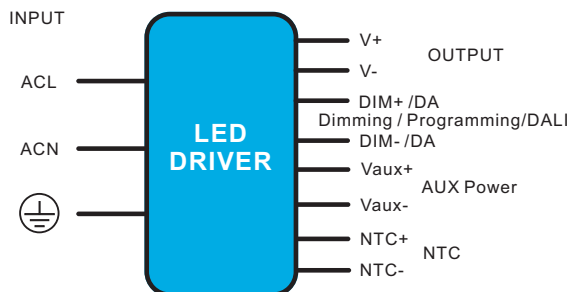 INPUT
ACL
ACN
LED
DRIVER
V+
OUTPUT
V-
DIM+ /DA
Dimming / Programming/DALI
DIM- /DA
Vaux+
AUX Power
Vaux-
NTC+
NTC
NTC-